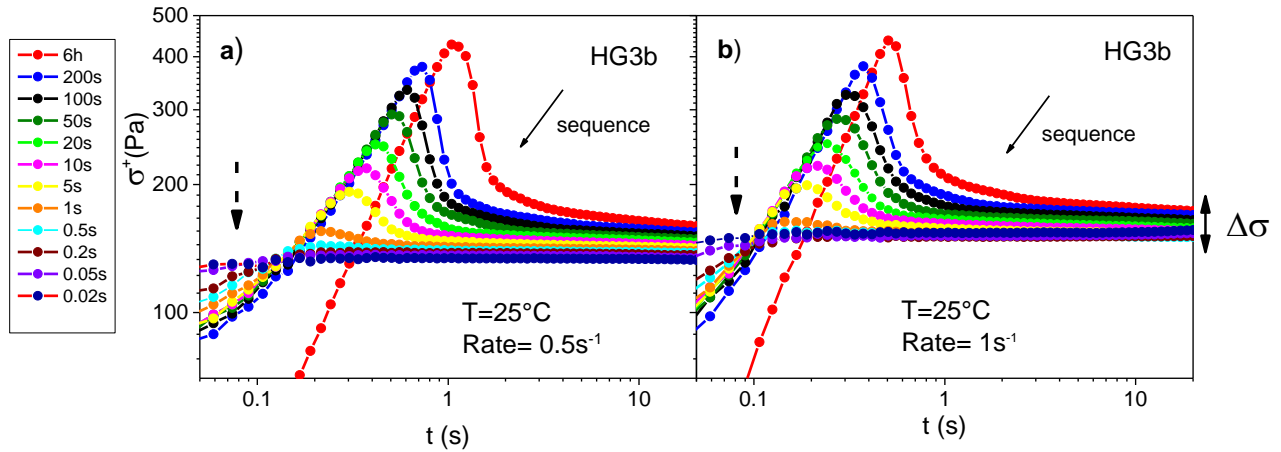 6h
200s
100s
50s
20s
10s
5s
1s
0.5s
0.2s
0.05s
0.02s
500
400
300
200
100
σ⁺(Pa)
a)
HG3b
sequence
T=25°C
Rate= 0.5s⁻¹
0.1
1
10
t (s)
b)
HG3b
sequence
T=25°C
Rate= 1s⁻¹
0.1
1
10
t (s)
Δσ